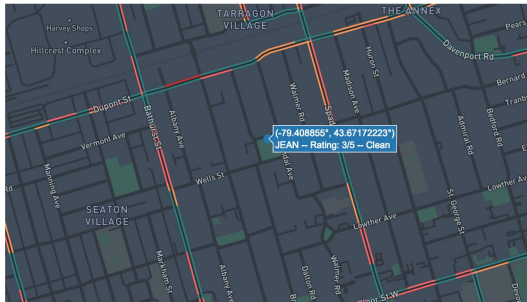 TARRAGON
VILLAGE
THE ANNEX
Harvey Shops
Hillcrest Complex
Pears
Davenport Rd
Huron St
Madison Ave
Bernard
Dupont St
Walmer Rd
Bathurst St
Albany Ave
Admiral Rd
Bedford Rd
Vermont Ave
(-79.408855°, 43.67172223°)
JEAN -- Rating: 3/5 -- Clean
Manning Ave
Wells St
Lowther Ave
St. George St
SEATON
VILLAGE
Lowther Ave
Markham St
Albany Ave
Dalton Rd
Walmer Rd